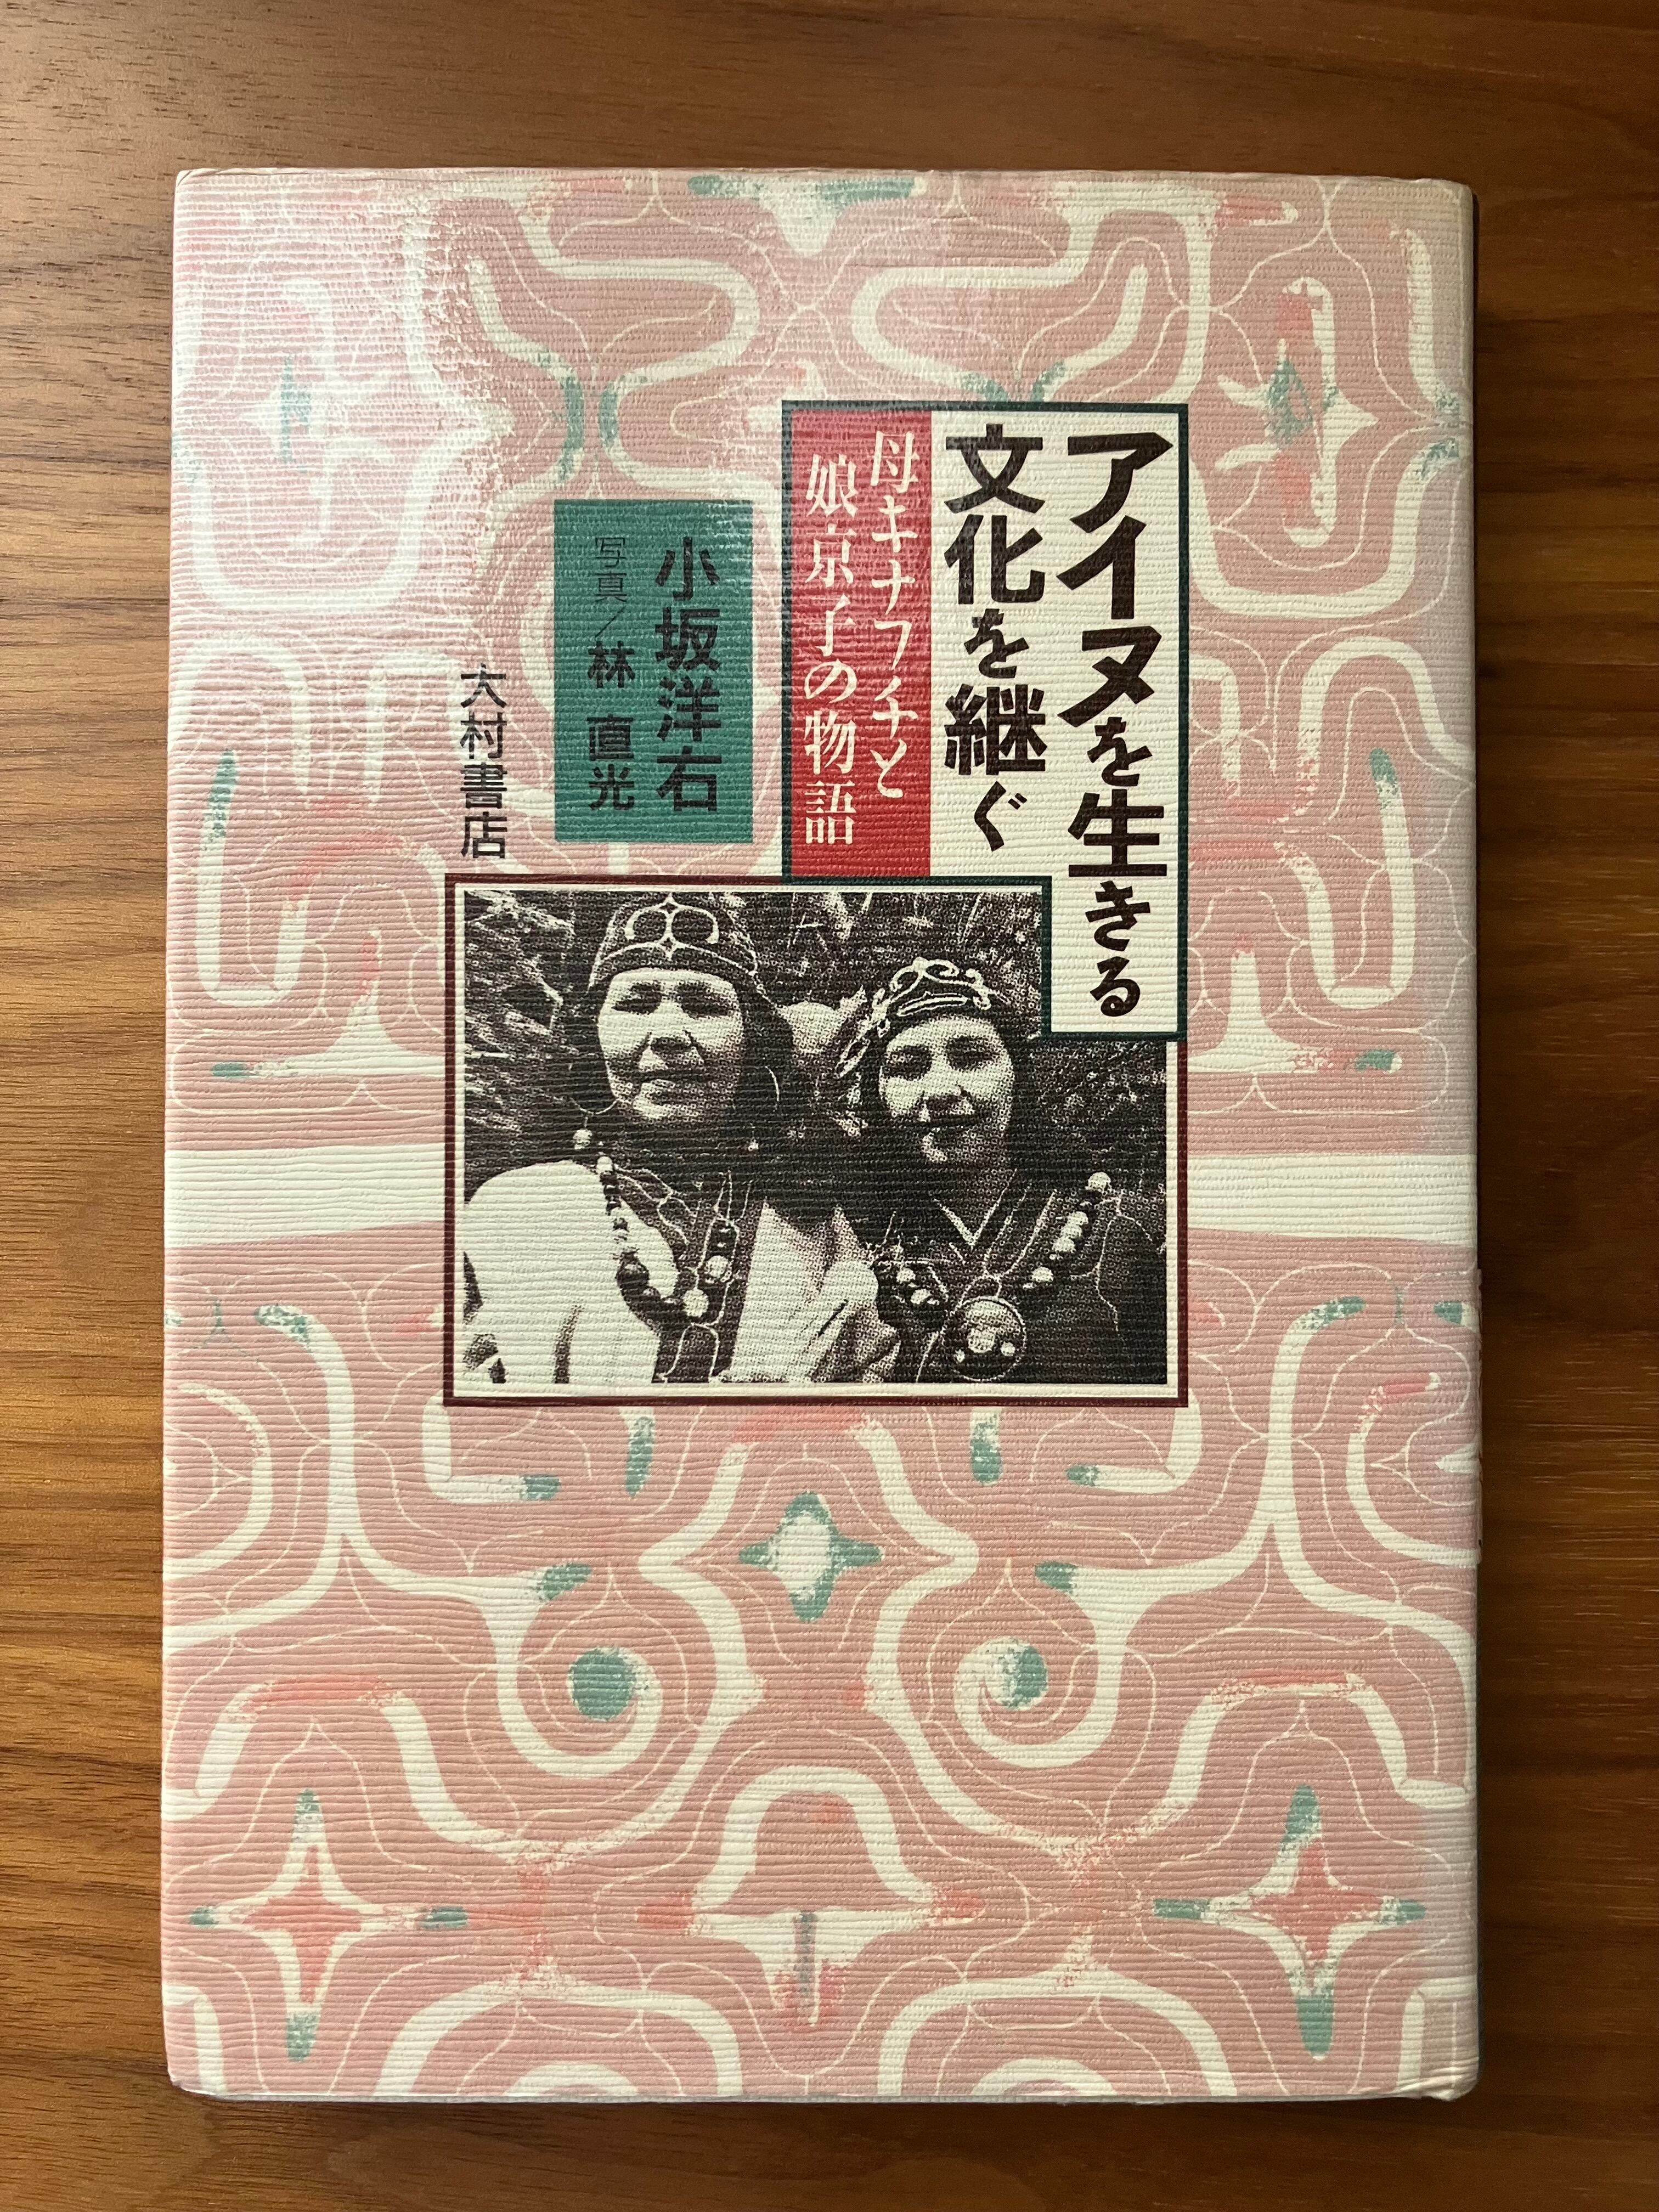 アイヌを生きる
文化を継ぐ
母キナフチと
娘京子の物語
小坂洋右
写真／林 直光
大村書店